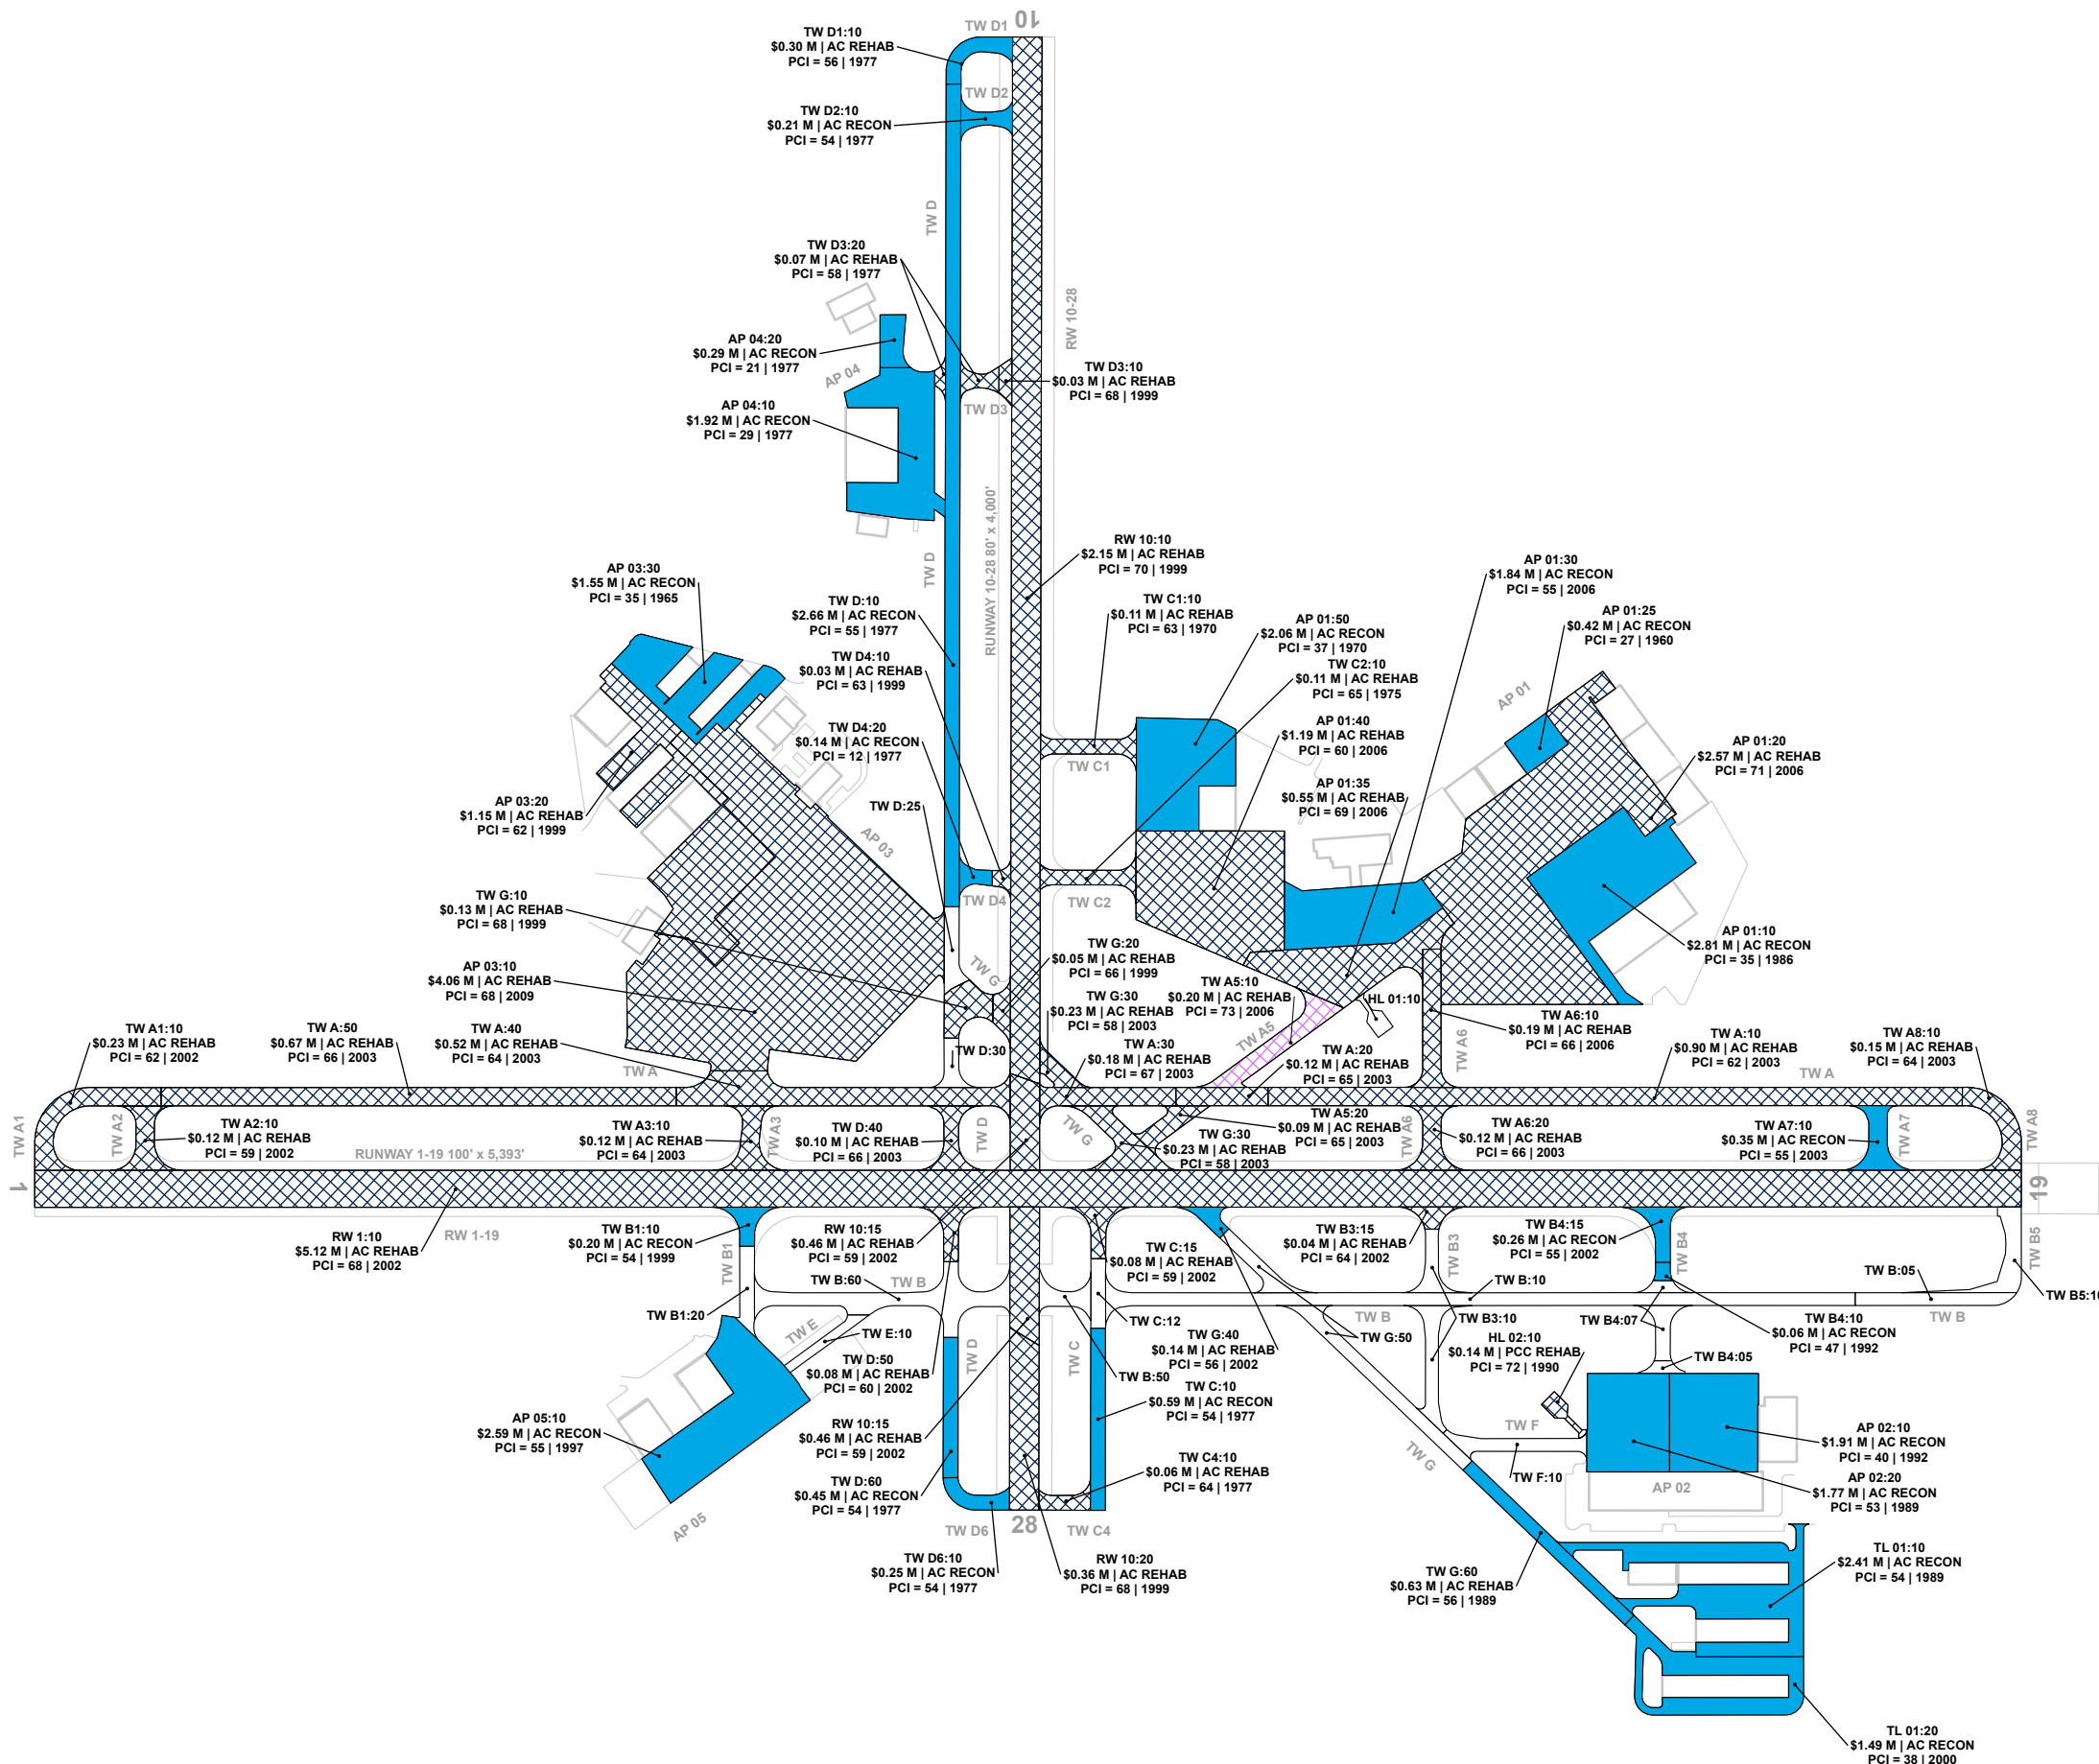 TW D1
10
TW D1:10
$0.30 M | AC REHAB
PCI = 56 | 1977
TW D2
TW D2:10
$0.21 M | AC RECON
PCI = 54 | 1977
TW D
TW D3:20
$0.07 M | AC REHAB
PCI = 58 | 1977
RW 10-28
AP 04:20
$0.29 M | AC RECON
PCI = 21 | 1977
AP 04
TW D3:10
$0.03 M | AC REHAB
PCI = 68 | 1999
TW D3
AP 04:10
$1.92 M | AC RECON
PCI = 29 | 1977
RUNWAY 10-28 80' x 4,000'
TW D
RW 10:10
$2.15 M | AC REHAB
PCI = 70 | 1999
AP 01:30
$1.84 M | AC RECON
PCI = 55 | 2006
AP 03:30
$1.55 M | AC RECON
PCI = 35 | 1965
TW D:10
$2.66 M | AC RECON
PCI = 55 | 1977
TW C1:10
$0.11 M | AC REHAB
PCI = 63 | 1970
AP 01:50
$2.06 M | AC RECON
PCI = 37 | 1970
AP 01:25
$0.42 M | AC RECON
PCI = 27 | 1960
TW D4:10
$0.03 M | AC REHAB
PCI = 63 | 1999
TW C2:10
$0.11 M | AC REHAB
PCI = 65 | 1975
AP 01
TW D4:20
$0.14 M | AC RECON
PCI = 12 | 1977
AP 01:40
$1.19 M | AC REHAB
PCI = 60 | 2006
AP 01:20
$2.57 M | AC REHAB
PCI = 71 | 2006
TW C1
AP 01:35
$0.55 M | AC REHAB
PCI = 69 | 2006
AP 03:20
$1.15 M | AC REHAB
PCI = 62 | 1999
TW D:25
AP 03
TW G:10
$0.13 M | AC REHAB
PCI = 68 | 1999
TW D4
TW C2
AP 01:10
$2.81 M | AC RECON
PCI = 35 | 1986
TW G:20
$0.05 M | AC REHAB
PCI = 66 | 1999
TW G
AP 03:10
$4.06 M | AC REHAB
PCI = 68 | 2009
TW A5:10
$0.20 M | AC REHAB
PCI = 73 | 2006
TW G:30
$0.23 M | AC REHAB
PCI = 58 | 2003
HL 01:10
TW A6:10
$0.19 M | AC REHAB
PCI = 66 | 2006
TW A1:10
$0.23 M | AC REHAB
PCI = 62 | 2002
TW A:50
$0.67 M | AC REHAB
PCI = 66 | 2003
TW A:40
$0.52 M | AC REHAB
PCI = 64 | 2003
TW A5
TW A6
TW A:10
$0.90 M | AC REHAB
PCI = 62 | 2003
TW A8:10
$0.15 M | AC REHAB
PCI = 64 | 2003
TW D:30
TW A:30
$0.18 M | AC REHAB
PCI = 67 | 2003
TW A:20
$0.12 M | AC REHAB
PCI = 65 | 2003
TW A
TW A
TW A1
TW A2
TW A2:10
$0.12 M | AC REHAB
PCI = 59 | 2002
TW A3:10
$0.12 M | AC REHAB
PCI = 64 | 2003
TW A3
TW D:40
$0.10 M | AC REHAB
PCI = 66 | 2003
TW D
TW G
TW A5:20
$0.09 M | AC REHAB
PCI = 65 | 2003
TW G:30
$0.23 M | AC REHAB
PCI = 58 | 2003
TW A6
TW A6:20
$0.12 M | AC REHAB
PCI = 66 | 2003
TW A7:10
$0.35 M | AC RECON
PCI = 55 | 2003
TW A7
TW A8
RUNWAY 1-19 100' x 5,393'
1
19
RW 1:10
$5.12 M | AC REHAB
PCI = 68 | 2002
RW 1-19
TW B1:10
$0.20 M | AC RECON
PCI = 54 | 1999
TW B1
RW 10:15
$0.46 M | AC REHAB
PCI = 59 | 2002
TW C:15
$0.08 M | AC REHAB
PCI = 59 | 2002
TW B3:15
$0.04 M | AC REHAB
PCI = 64 | 2002
TW B3
TW B4:15
$0.26 M | AC RECON
PCI = 55 | 2002
TW B4
TW B5
TW B:60
TW B
TW B:10
TW B:05
TW B5:10
TW B1:20
TW E
TW E:10
TW C:12
TW B
TW B3:10
TW B4:07
TW B4:10
$0.06 M | AC RECON
PCI = 47 | 1992
TW B
TW D:50
$0.08 M | AC REHAB
PCI = 60 | 2002
TW D
TW C
TW G:40
$0.14 M | AC REHAB
PCI = 56 | 2002
TW G:50
HL 02:10
$0.14 M | PCC REHAB
PCI = 72 | 1990
TW B4:05
TW B:50
TW C:10
$0.59 M | AC RECON
PCI = 54 | 1977
AP 05:10
$2.59 M | AC RECON
PCI = 55 | 1997
RW 10:15
$0.46 M | AC REHAB
PCI = 59 | 2002
TW F
AP 02:10
$1.91 M | AC RECON
PCI = 40 | 1992
TW D:60
$0.45 M | AC RECON
PCI = 54 | 1977
TW C4:10
$0.06 M | AC REHAB
PCI = 64 | 1977
TW G
TW F:10
AP 02
AP 02:20
$1.77 M | AC RECON
PCI = 53 | 1989
AP 05
TW D6
28
TW C4
TW D6:10
$0.25 M | AC RECON
PCI = 54 | 1977
RW 10:20
$0.36 M | AC REHAB
PCI = 68 | 1999
TW G:60
$0.63 M | AC REHAB
PCI = 56 | 1989
TL 01:10
$2.41 M | AC RECON
PCI = 54 | 1989
TL 01:20
$1.49 M | AC RECON
PCI = 38 | 2000